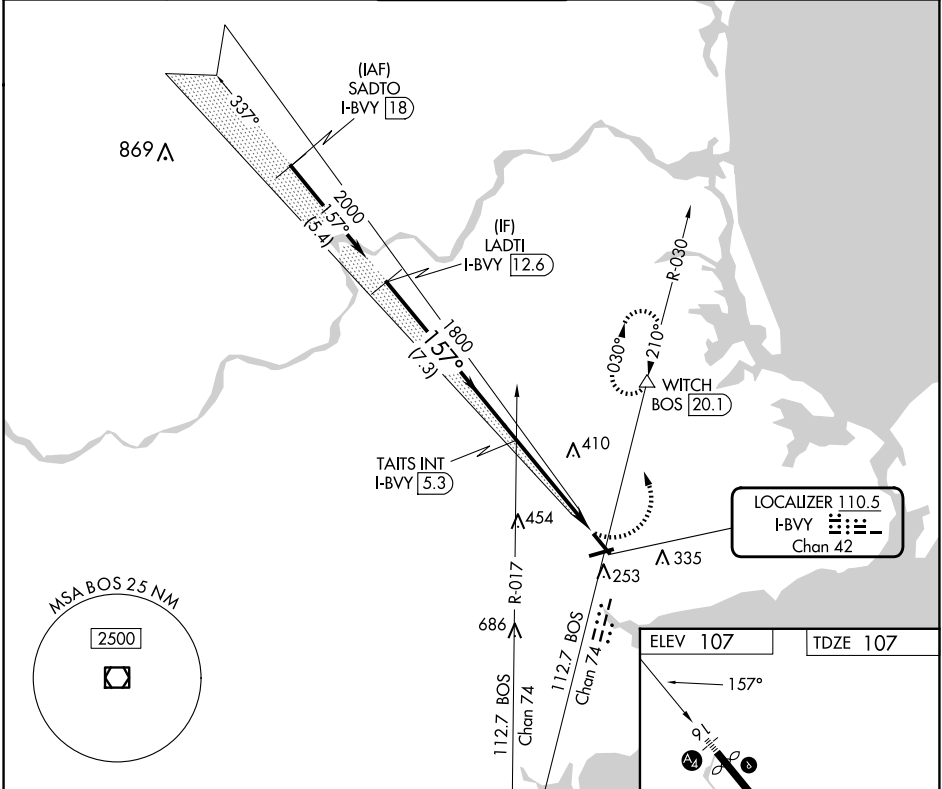 (IAF)
SADTO
I-BVY 18
337°
869
2000
157°
(5.4)
(IF)
LADTI
I-BVY 12.6
R-030
1800
157°
(7.3)
030°
210°
WITCH
BOS 20.1
410
TAITS INT
I-BVY 5.3
454
LOCALIZER 110.5
I-BVY
Chan 42
335
253
R-017
MSA BOS 25 NM
2500
686
112.7 BOS
Chan 74
112.7 BOS
Chan 74
ELEV 107
TDZE 107
157°
16
A4